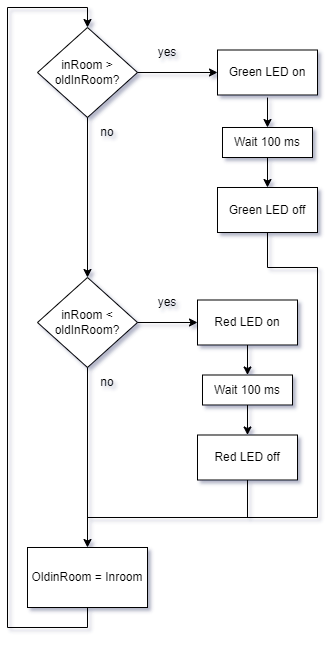 inRoom >
oldInRoom?
yes
Green LED on
no
Wait 100 ms
Green LED off
inRoom <
oldInRoom?
yes
Red LED on
no
Wait 100 ms
Red LED off
OldinRoom = Inroom